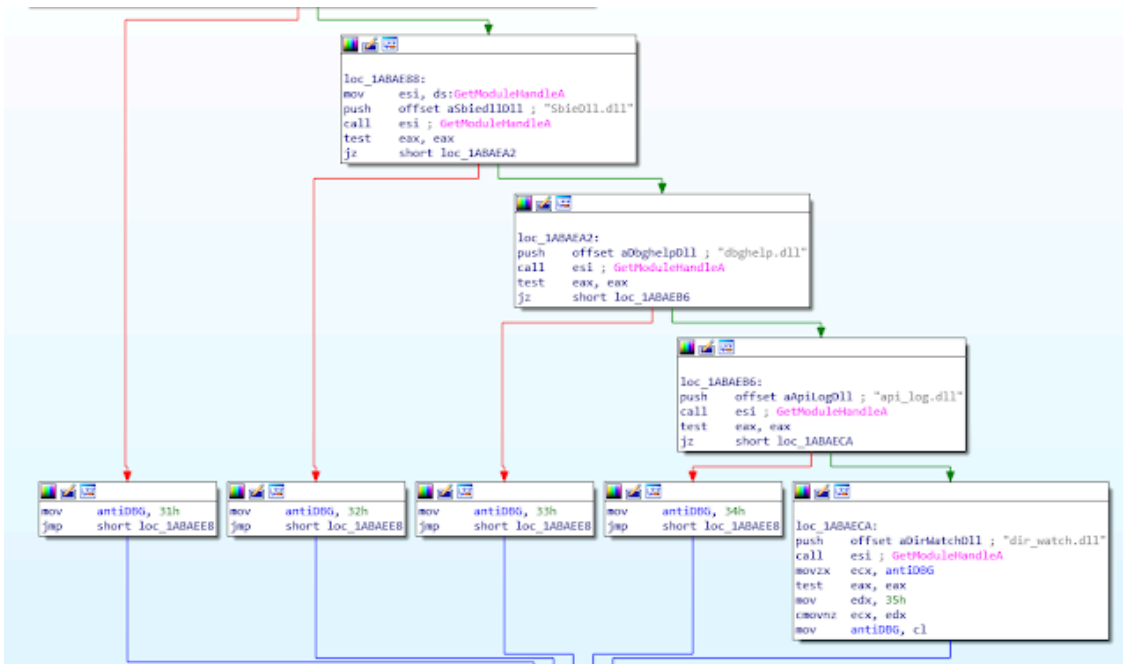 loc_1ABAE88:
mov esi, ds:GetModuleHandleA
push offset aSbiedllDll ; "SbieDll.dll"
call esi ; GetModuleHandleA
test eax, eax
jz short loc_1ABAEA2
loc_1ABAEA2:
push offset aDbghelpDll ; "dbghelp.dll"
call esi ; GetModuleHandleA
test eax, eax
jz short loc_1ABAEB6
loc_1ABAEB6:
push offset aApiLogDll ; "api_log.dll"
call esi ; GetModuleHandleA
test eax, eax
jz short loc_1ABAECA
mov antiDBG, 31h
jmp short loc_1ABAEE8
mov antiDBG, 32h
jmp short loc_1ABAEE8
mov antiDBG, 33h
jmp short loc_1ABAEE8
mov antiDBG, 34h
jmp short loc_1ABAEE8
loc_1ABAECA:
push offset aDirWatchDll ; "dir_watch.dll"
call esi ; GetModuleHandleA
movzx ecx, antiDBG
test eax, eax
mov edx, 35h
cmovnz ecx, edx
mov antiDBG, cl